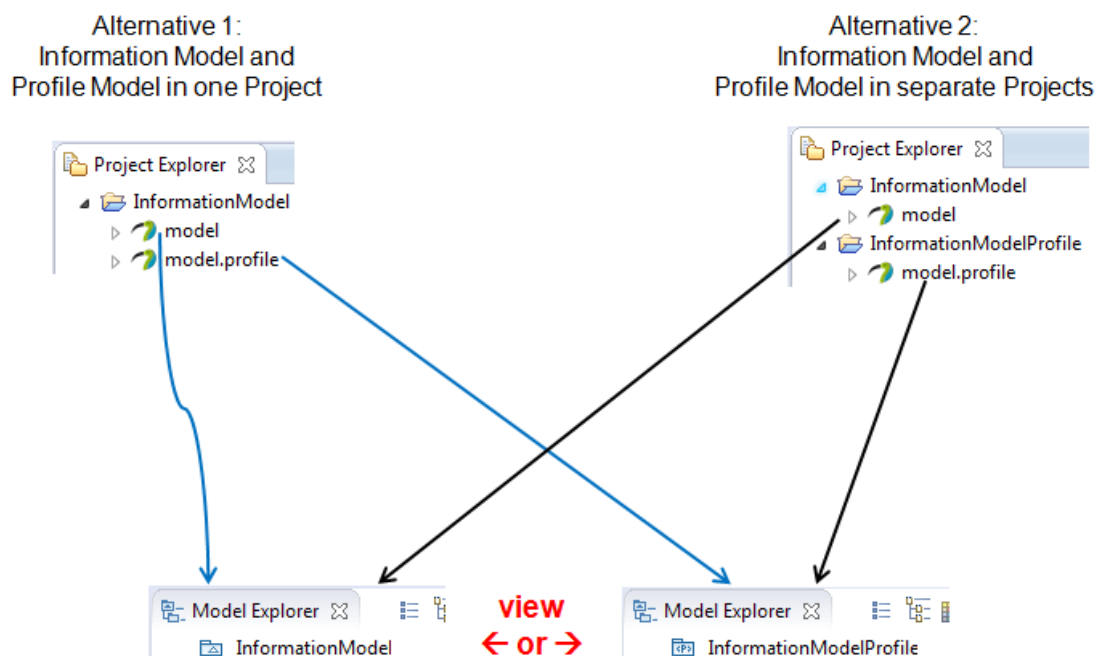 Alternative 1:
Information Model and
Profile Model in one Project
Alternative 2:
Information Model and
Profile Model in separate Projects
Project Explorer
InformationModel
model
model.profile
Project Explorer
InformationModel
model
InformationModelProfile
model.profile
Model Explorer
InformationModel
view
← or →
Model Explorer
<P>
InformationModelProfile